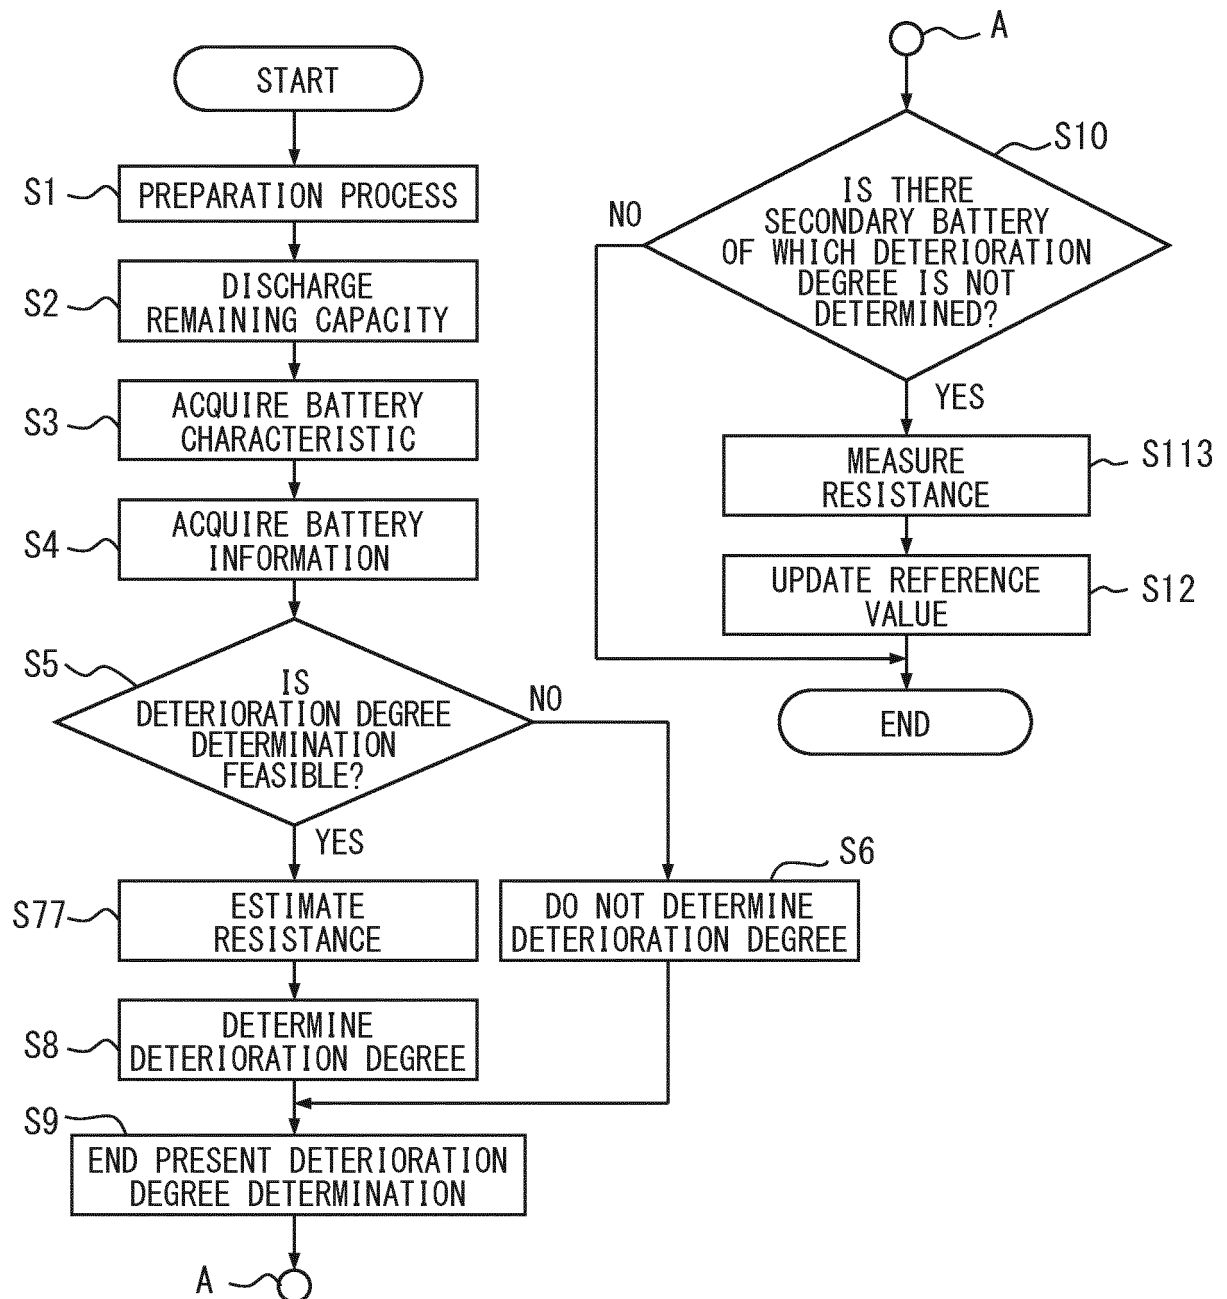 START
S1
PREPARATION PROCESS
S2
DISCHARGE
REMAINING CAPACITY
S3
ACQUIRE BATTERY
CHARACTERISTIC
S4
ACQUIRE BATTERY
INFORMATION
S5
IS
DETERIORATION DEGREE
DETERMINATION
FEASIBLE?
NO
YES
S6
DO NOT DETERMINE
DETERIORATION DEGREE
S77
ESTIMATE
RESISTANCE
S8
DETERMINE
DETERIORATION DEGREE
S9
END PRESENT DETERIORATION
DEGREE DETERMINATION
A
A
S10
IS THERE
SECONDARY BATTERY
OF WHICH DETERIORATION
DEGREE IS NOT
DETERMINED?
NO
YES
S113
MEASURE
RESISTANCE
S12
UPDATE REFERENCE
VALUE
END